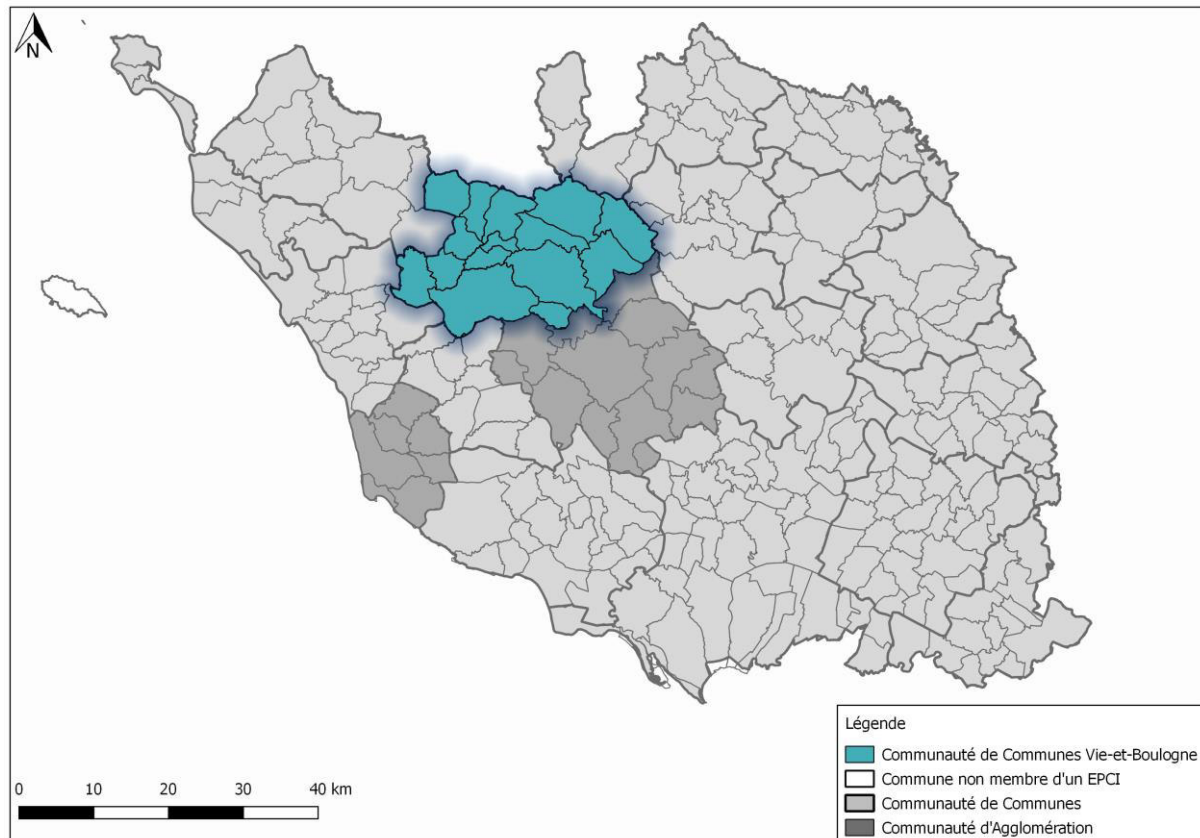 N
Légende
Communauté de Communes Vie-et-Boulogne
Commune non membre d'un EPCI
Communauté de Communes
Communauté d'Agglomération
0 10 20 30 40 km